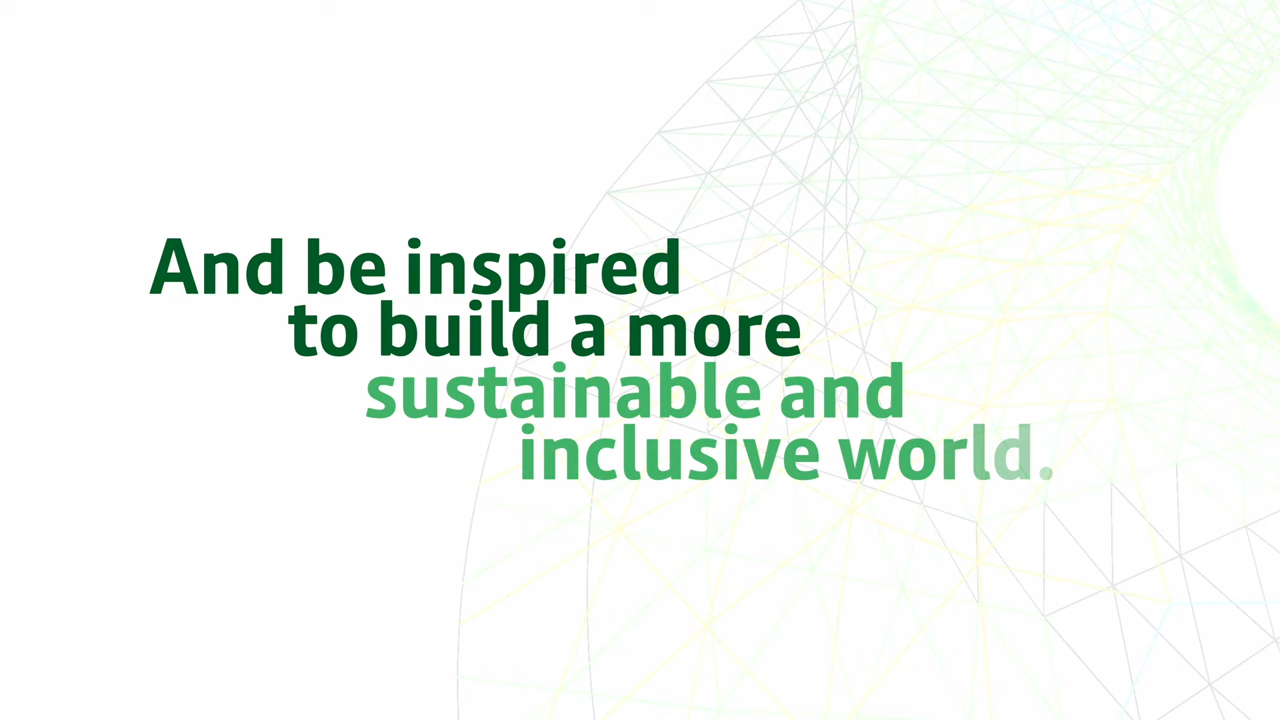 And be inspired
to build a more
sustainable and
inclusive world.